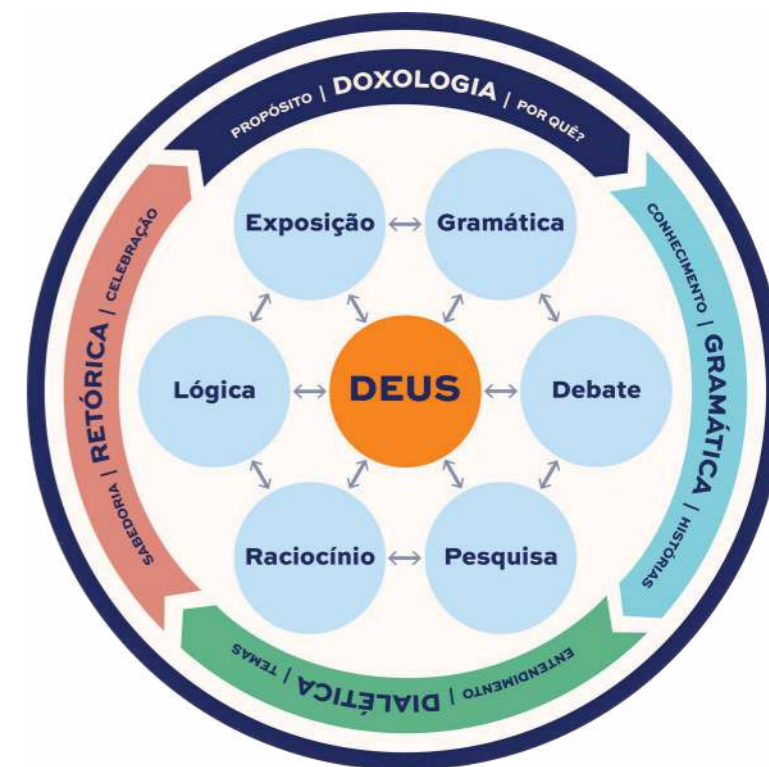 PROPÓSITO | DOXOLOGIA | POR QUÊ?
CONHECIMENTO | GRAMÁTICA | HISTÓRIAS
ENTENDIMENTO | DIALÉTICA | TEMAS
SABEDORIA | RETÓRICA | CELEBRAÇÃO
Exposição
Gramática
Lógica
DEUS
Debate
Raciocínio
Pesquisa